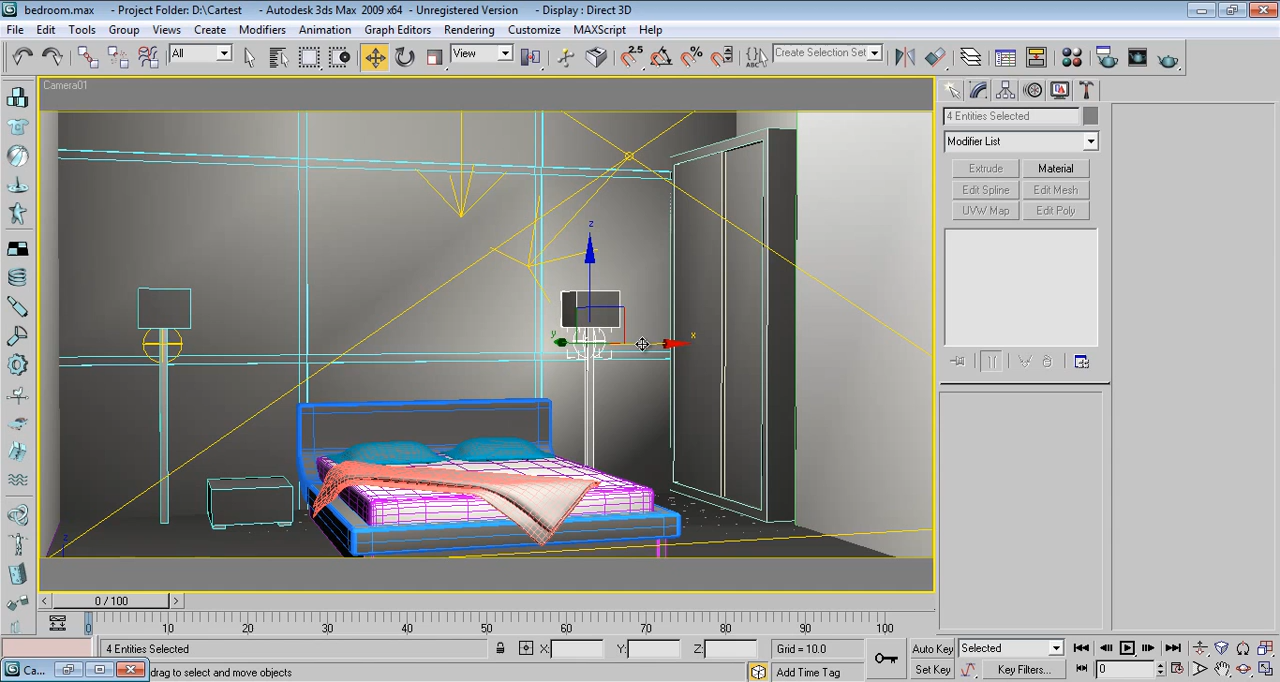 bedroom.max - Project Folder: D:\Cartest - Autodesk 3ds Max 2009 x64 - Unregistered Version - Display : Direct 3D
File Edit Tools Group Views Create Modifiers Animation Graph Editors Rendering Customize MAXScript Help
All View 2.5 Create Selection Set
Camera01
4 Entities Selected
Modifier List
Extrude Material
Edit Spline Edit Mesh
UVW Map Edit Poly
z
y x
z
< 0 / 100 >
0 10 20 30 40 50 60 70 80 90 100
4 Entities Selected X: Y: Z: Grid = 10.0 Auto Key Selected
Ca... drag to select and move objects Add Time Tag Set Key Key Filters... 0